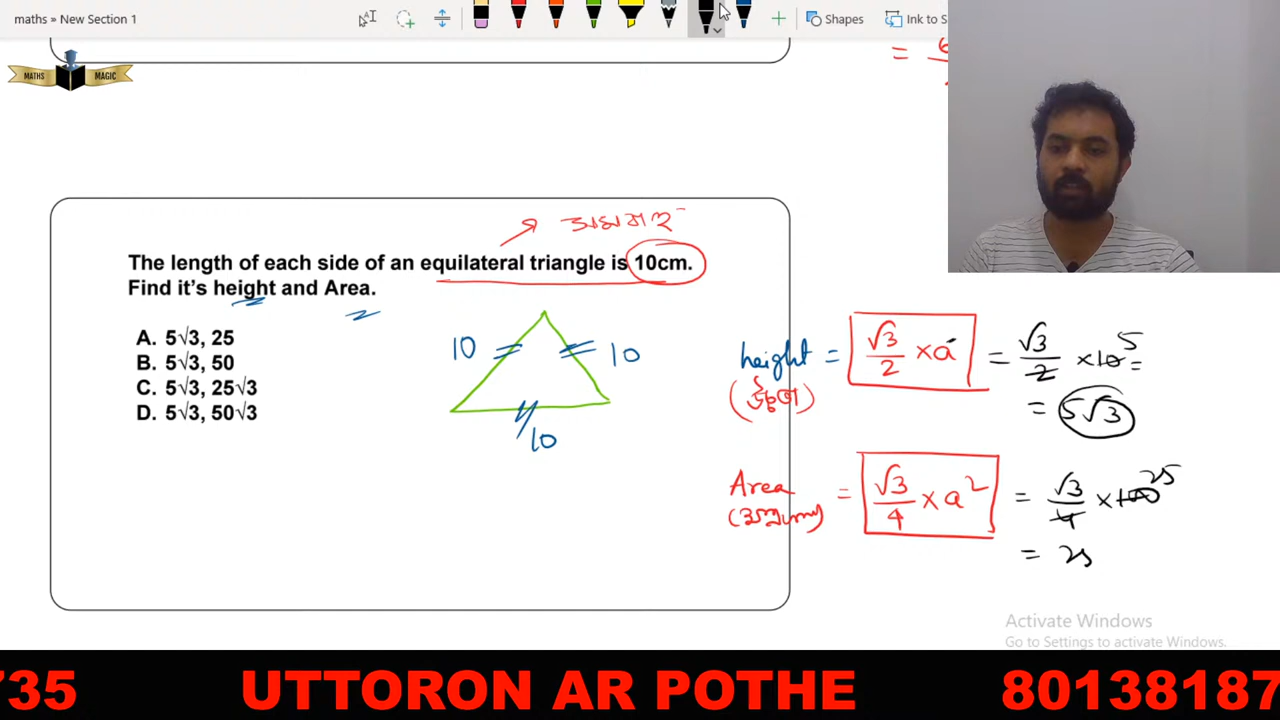 maths » New Section 1
Shapes
Ink to S
MATHS MAGIC
=
The length of each side of an equilateral triangle is 10cm.
Find it's height and Area.
A. 5√3, 25
B. 5√3, 50
C. 5√3, 25√3
D. 5√3, 50√3
10
10
10
height = √3/2 × a = √3/2 × 10 5 =
= 5√3
Area = √3/4 × a² = √3/4 × 100 25
= 25
Activate Windows
Go to Settings to activate Windows.
735 UTTORON AR POTHE 80138187